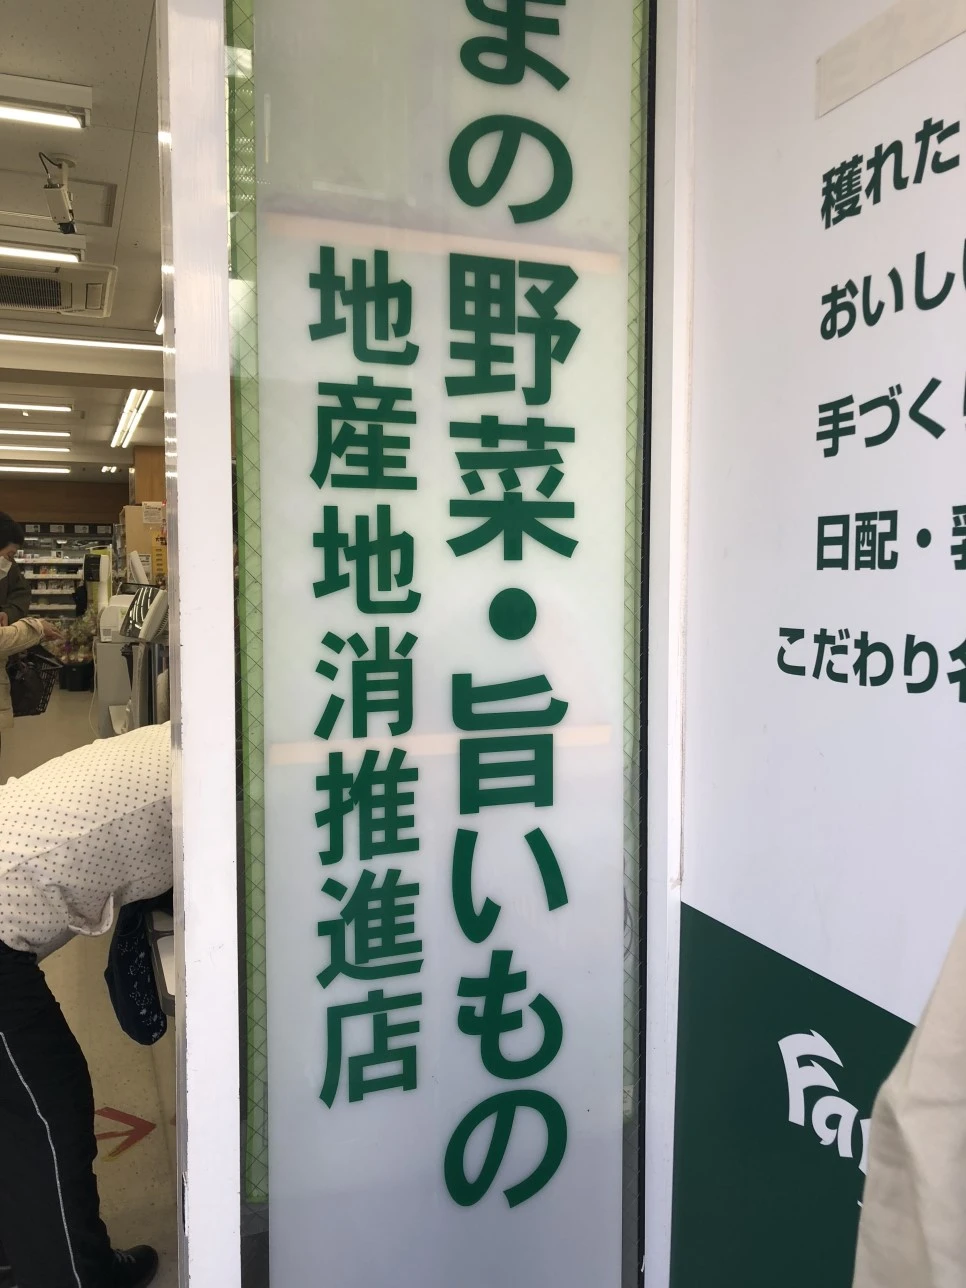 まの野菜・旨いもの
地産地消推進店
穫れた
おいし
手づく
日配・
こだわり